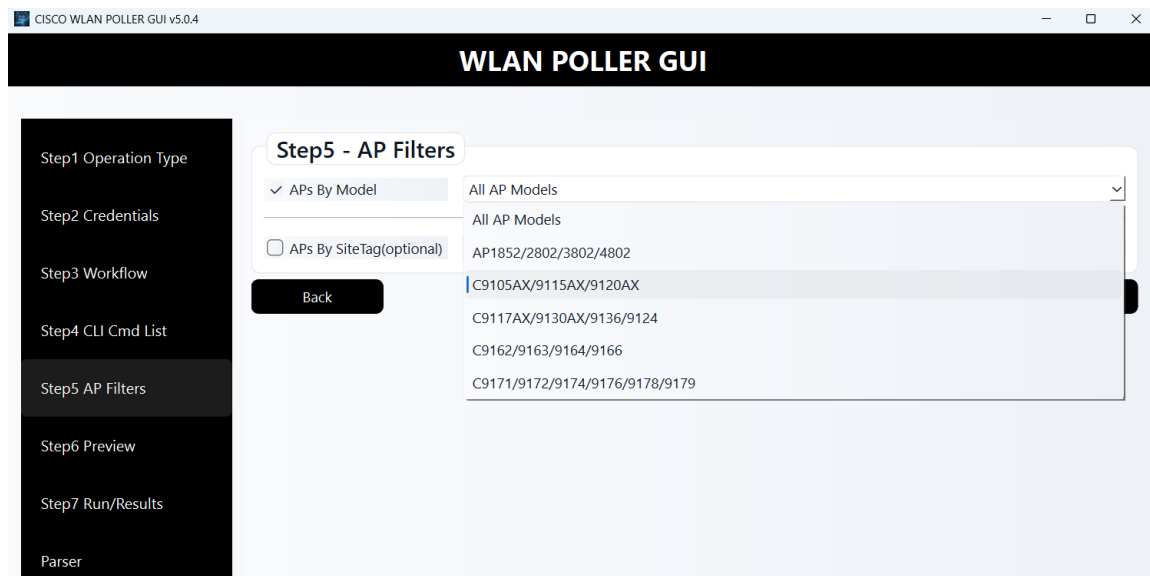 CISCO WLAN POLLER GUI v5.0.4
WLAN POLLER GUI
Step1 Operation Type
Step2 Credentials
Step3 Workflow
Step4 CLI Cmd List
Step5 AP Filters
Step6 Preview
Step7 Run/Results
Parser
Step5 - AP Filters
APs By Model
All AP Models
All AP Models
AP1852/2802/3802/4802
C9105AX/9115AX/9120AX
C9117AX/9130AX/9136/9124
C9162/9163/9164/9166
C9171/9172/9174/9176/9178/9179
APs By SiteTag(optional)
Back